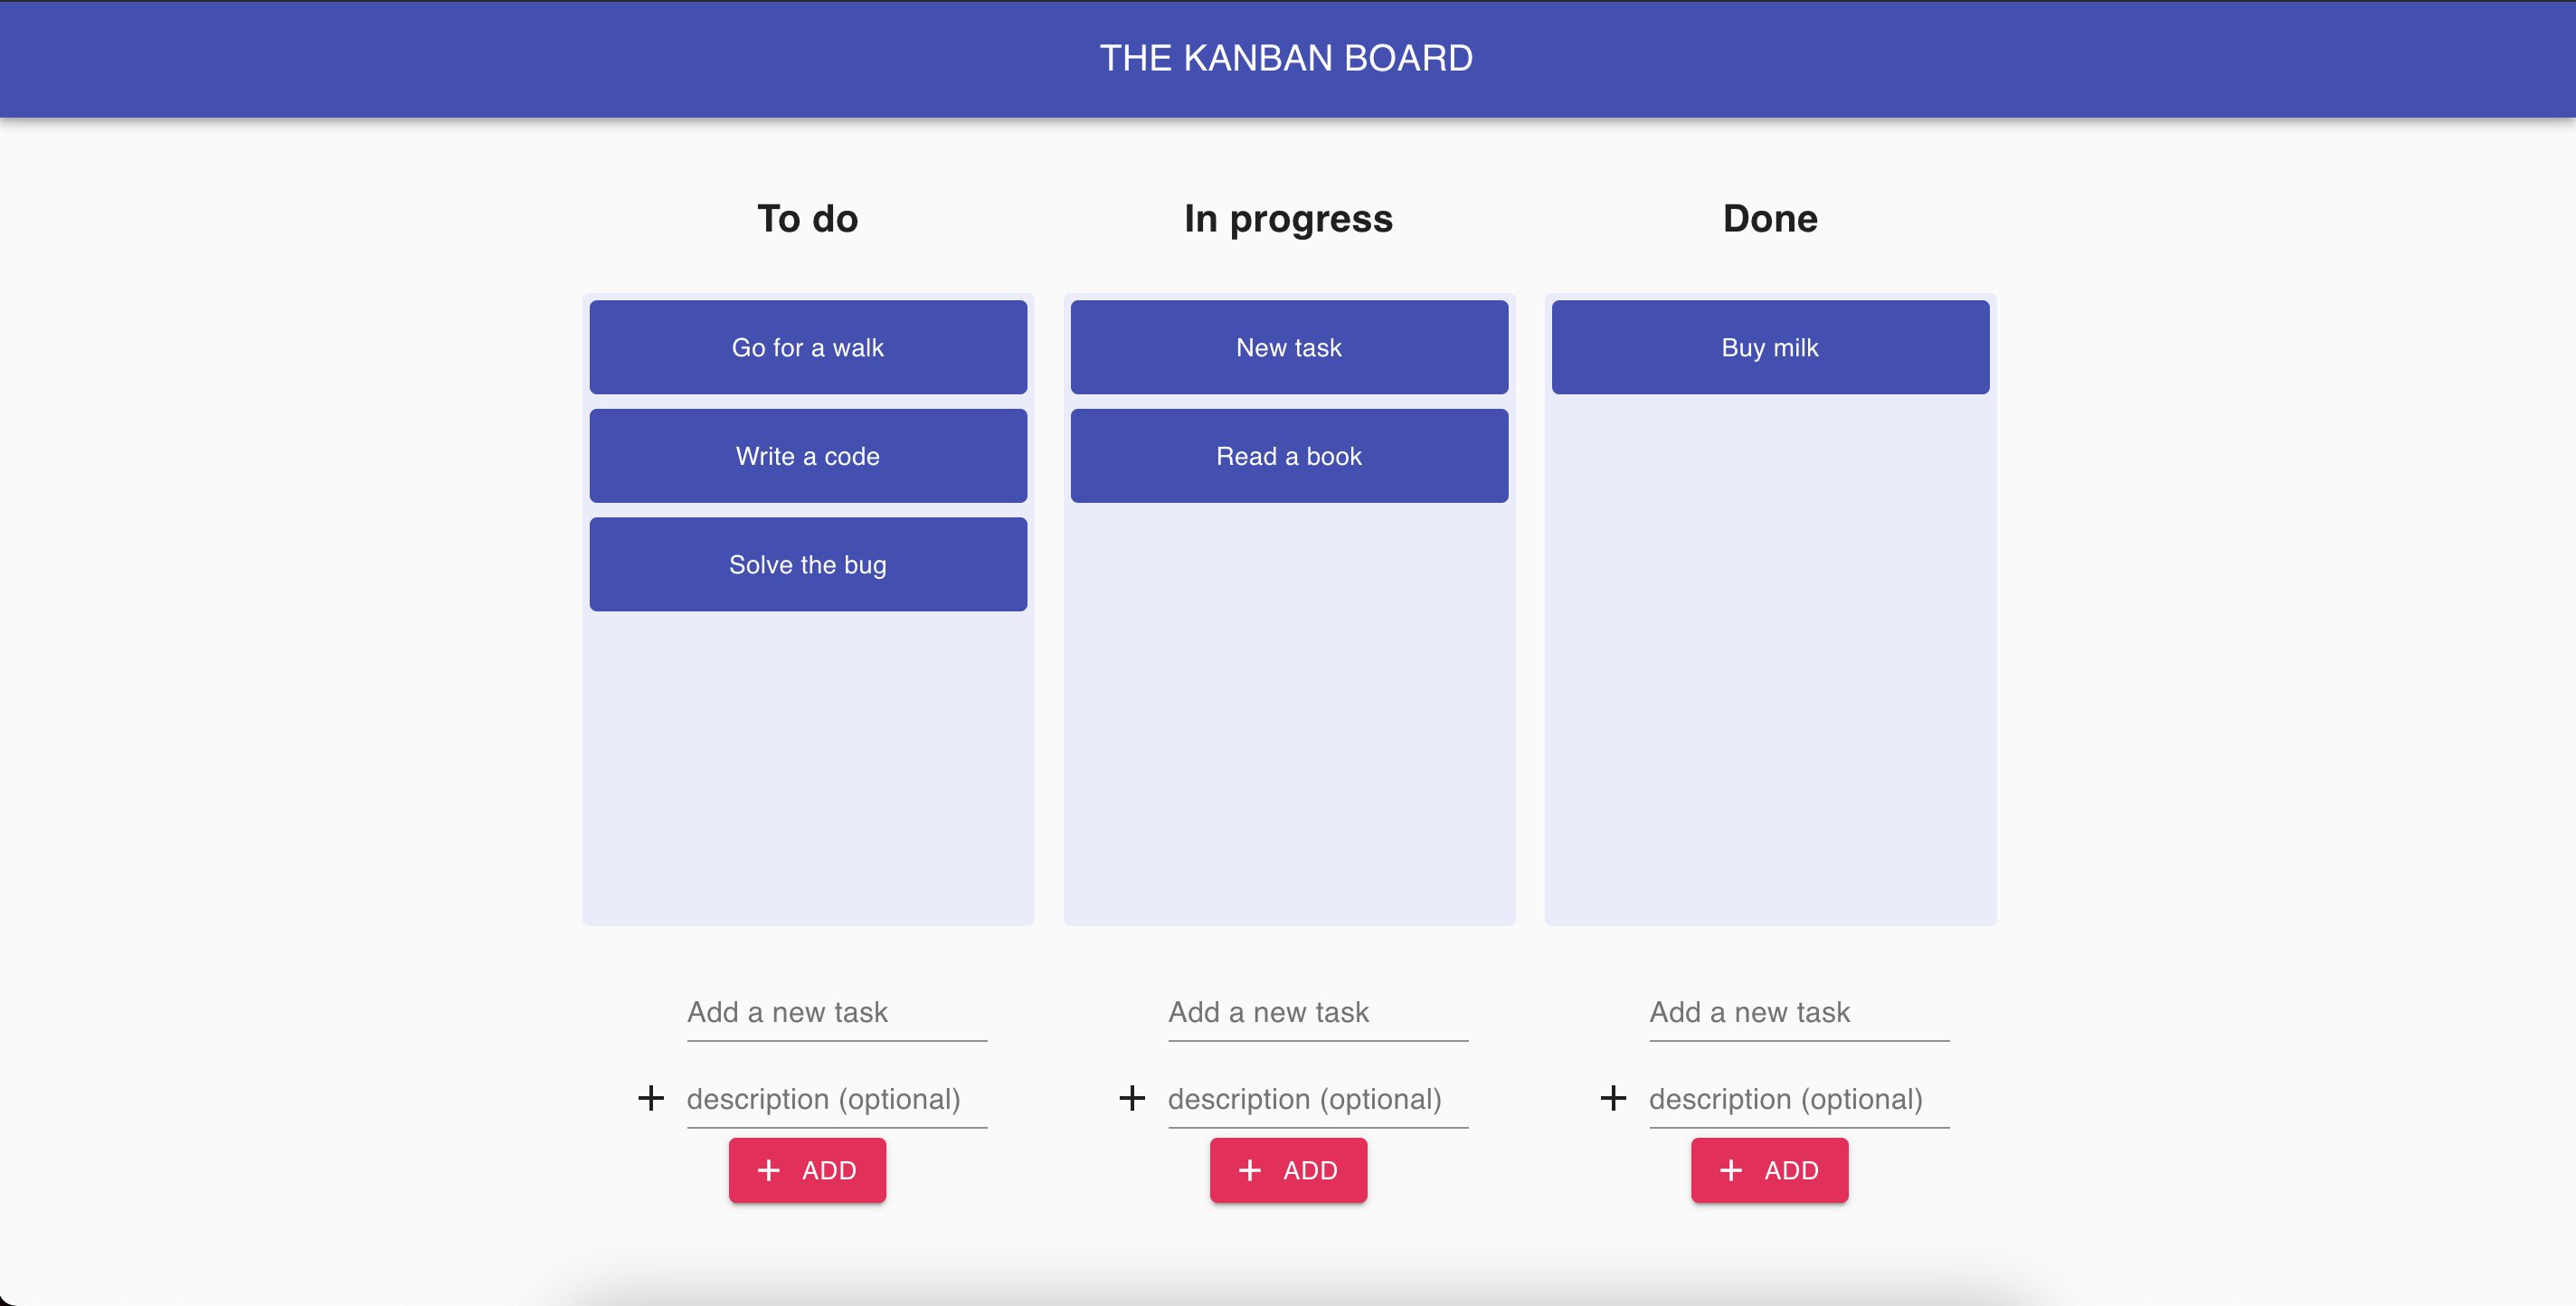 THE KANBAN BOARD
To do
Go for a walk
Write a code
Solve the bug
Add a new task
description (optional)
ADD
In progress
New task
Read a book
Add a new task
description (optional)
ADD
Done
Buy milk
Add a new task
description (optional)
ADD